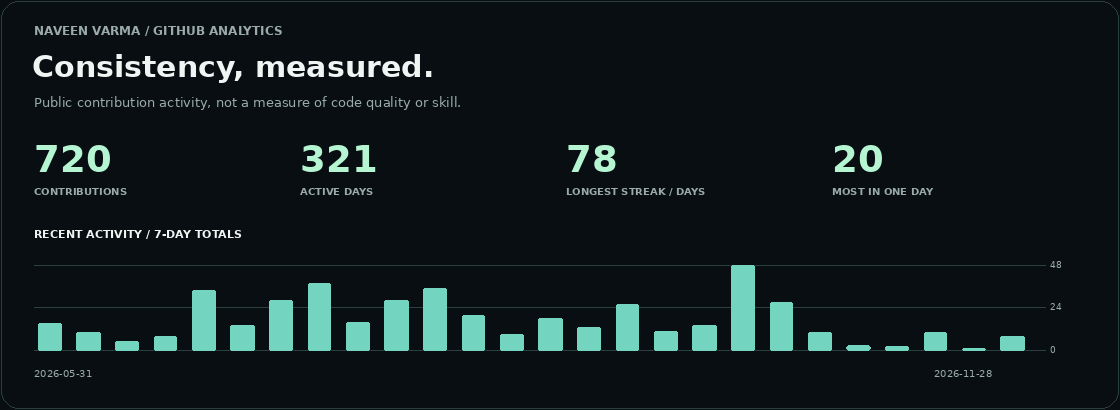 NAVEEN VARMA / GITHUB ANALYTICS
Consistency, measured.
Public contribution activity, not a measure of code quality or skill.
720 321 78 20
CONTRIBUTIONS ACTIVE DAYS LONGEST STREAK / DAYS MOST IN ONE DAY
RECENT ACTIVITY / 7-DAY TOTALS
48
24
0
2026-05-31 2026-11-28